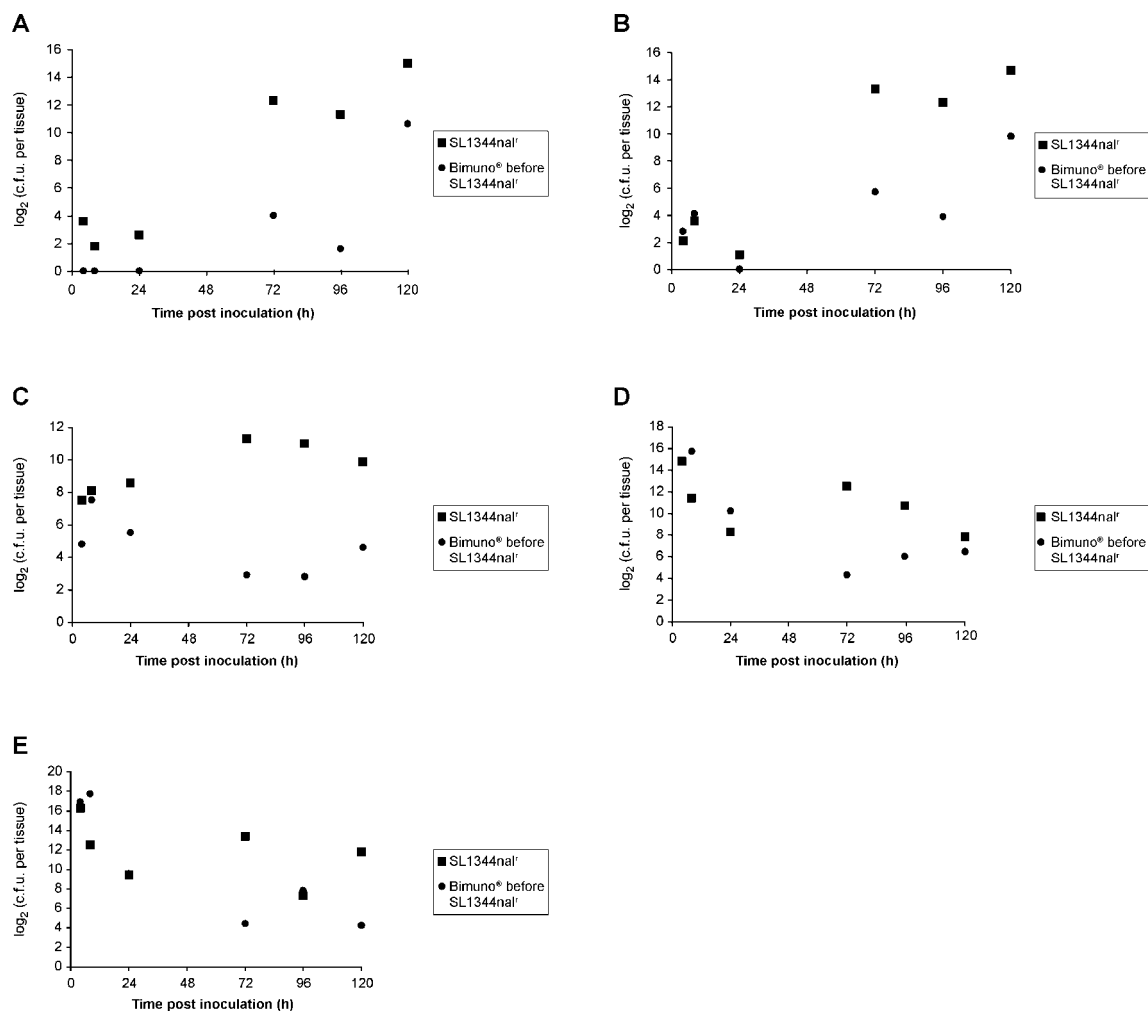 A
log₂ (c.f.u. per tissue)
16
14
12
10
8
6
4
2
0
0 24 48 72 96 120
Time post inoculation (h)
SL1344nalʳ
Bimuno® before
SL1344nalʳ
B
log₂ (c.f.u. per tissue)
16
14
12
10
8
6
4
2
0
0 24 48 72 96 120
Time post inoculation (h)
SL1344nalʳ
Bimuno® before
SL1344nalʳ
C
log₂ (c.f.u. per tissue)
12
10
8
6
4
2
0
0 24 48 72 96 120
Time post inoculation (h)
SL1344nalʳ
Bimuno® before
SL1344nalʳ
D
log₂ (c.f.u. per tissue)
18
16
14
12
10
8
6
4
2
0
0 24 48 72 96 120
Time post inoculation (h)
SL1344nalʳ
Bimuno® before
SL1344nalʳ
E
log₂ (c.f.u. per tissue)
20
18
16
14
12
10
8
6
4
2
0
0 24 48 72 96 120
Time post inoculation (h)
SL1344nalʳ
Bimuno® before
SL1344nalʳ